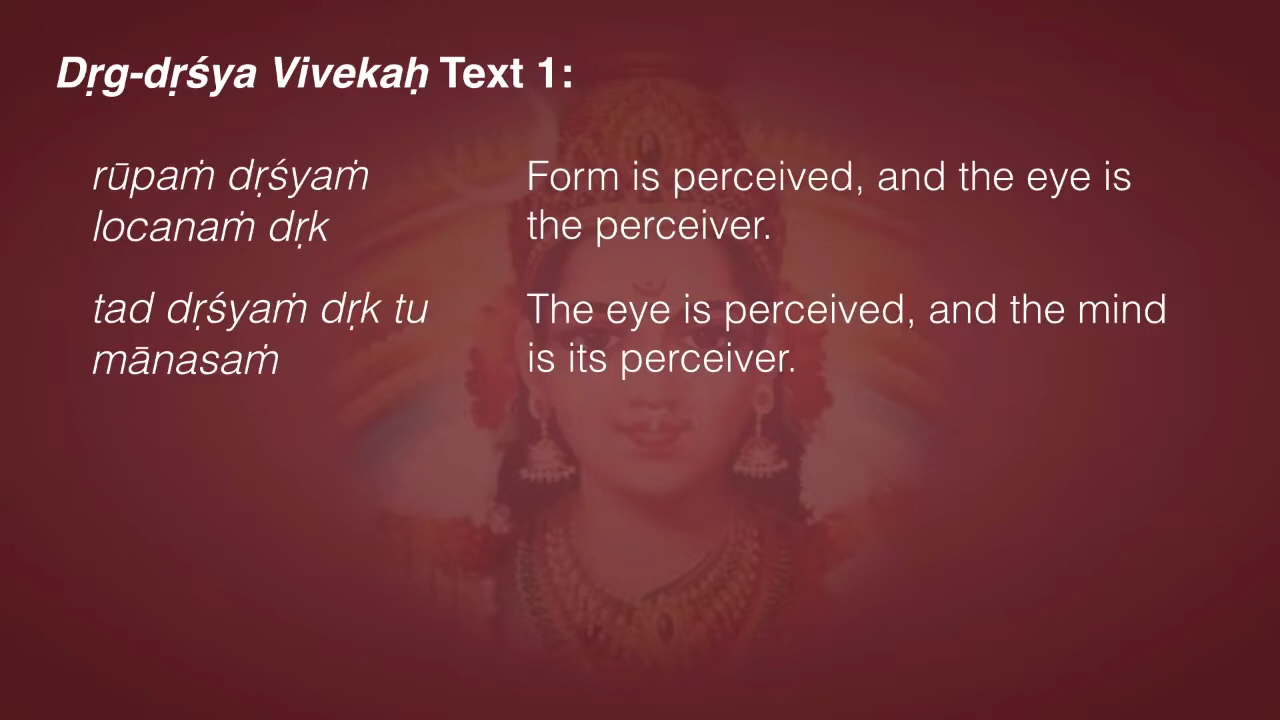 Dṛg-dṛśya Vivekaḥ Text 1:
rūpaṁ dṛśyaṁ
locanaṁ dṛk
Form is perceived, and the eye is
the perceiver.
tad dṛśyaṁ dṛk tu
mānasaṁ
The eye is perceived, and the mind
is its perceiver.